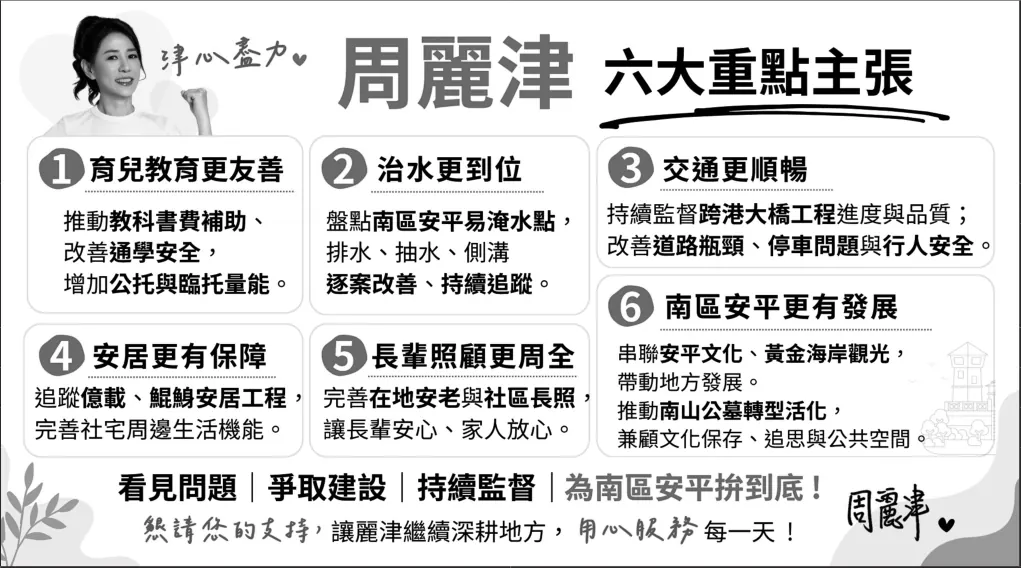 津心盡力
周麗津 六大重點主張
1 育兒教育更友善
推動教科書費補助、
改善通學安全，
增加公托與臨托量能。
2 治水更到位
盤點南區安平易淹水點，
排水、抽水、側溝
逐案改善、持續追蹤。
3 交通更順暢
持續監督跨港大橋工程進度與品質；
改善道路瓶頸、停車問題與行人安全。
4 安居更有保障
追蹤億載、鯤鯓安居工程，
完善社宅周邊生活機能。
5 長輩照顧更周全
完善在地安老與社區長照，
讓長輩安心、家人放心。
6 南區安平更有發展
串聯安平文化、黃金海岸觀光，
帶動地方發展。
推動南山公墓轉型活化，
兼顧文化保存、追思與公共空間。
看見問題｜爭取建設｜持續監督｜為南區安平拚到底！
懇請您的支持，讓麗津繼續深耕地方，用心服務每一天！
周麗津